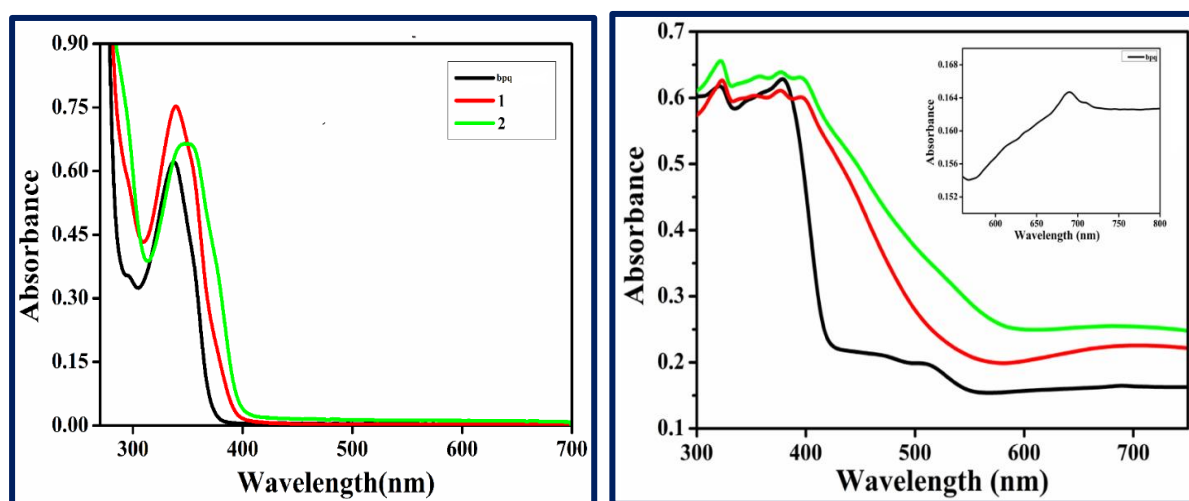 0.90
0.75
0.60
0.45
0.30
0.15
0.00
Absorbance
bpq
1
2
300 400 500 600 700
Wavelength(nm)
0.7
0.6
0.5
0.4
0.3
0.2
0.1
Absorbance
0.168
0.164
0.160
0.156
0.152
Absorbance
bpq
600 650 700 750 800
Wavelength (nm)
300 400 500 600 700
Wavelength (nm)